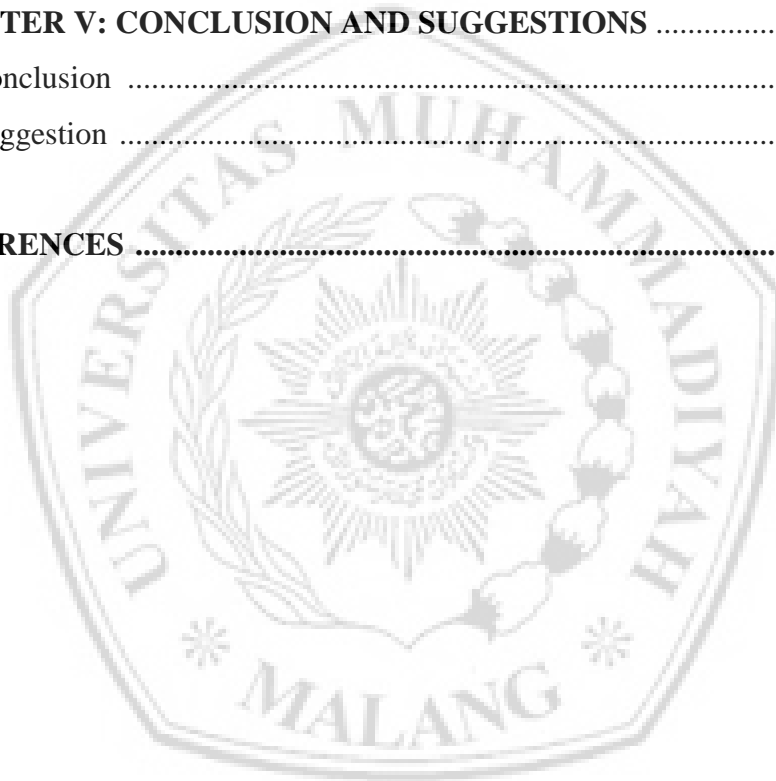 TER V: CONCLUSION AND SUGGESTIONS ................
onclusion ................................................................................
ggestion ................................................................................
RENCES ................................................................................
UNIVERSITAS MUHAMMADIYAH
MALANG